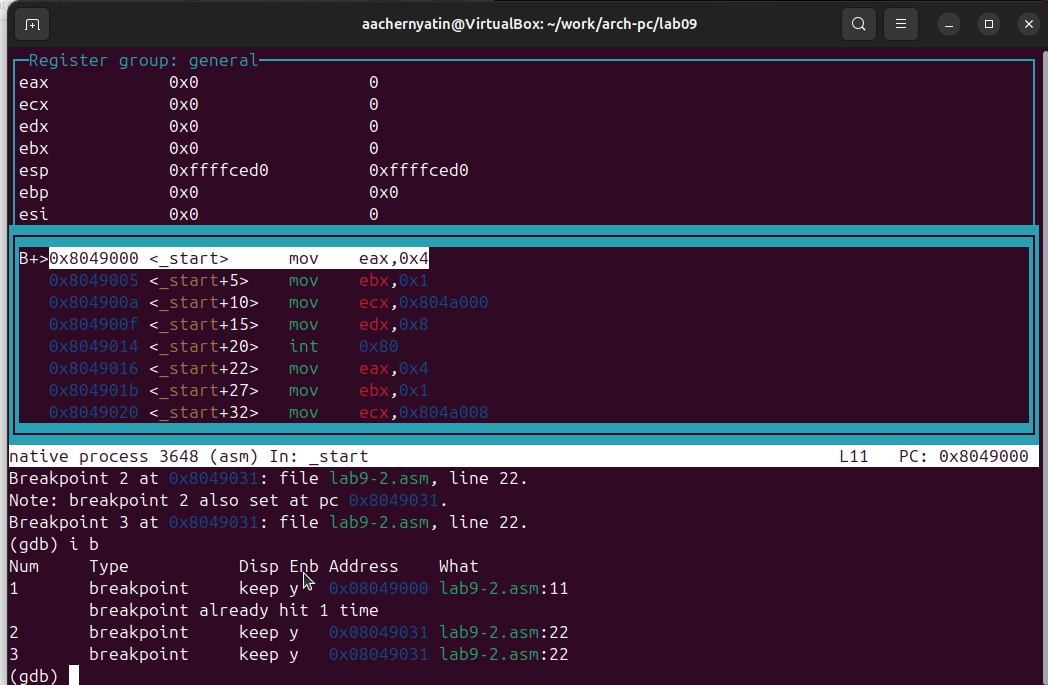 aachernyatin@VirtualBox: ~/work/arch-pc/lab09
Register group: general
eax 0x0 0
ecx 0x0 0
edx 0x0 0
ebx 0x0 0
esp 0xffffced0 0xffffced0
ebp 0x0 0x0
esi 0x0 0
B+>0x8049000 <_start> mov eax,0x4
0x8049005 <_start+5> mov ebx,0x1
0x804900a <_start+10> mov ecx,0x804a000
0x804900f <_start+15> mov edx,0x8
0x8049014 <_start+20> int 0x80
0x8049016 <_start+22> mov eax,0x4
0x804901b <_start+27> mov ebx,0x1
0x8049020 <_start+32> mov ecx,0x804a008
native process 3648 (asm) In: _start L11 PC: 0x8049000
Breakpoint 2 at 0x8049031: file lab9-2.asm, line 22.
Note: breakpoint 2 also set at pc 0x8049031.
Breakpoint 3 at 0x8049031: file lab9-2.asm, line 22.
(gdb) i b
Num Type Disp Enb Address What
1 breakpoint keep y 0x08049000 lab9-2.asm:11
breakpoint already hit 1 time
2 breakpoint keep y 0x08049031 lab9-2.asm:22
3 breakpoint keep y 0x08049031 lab9-2.asm:22
(gdb)